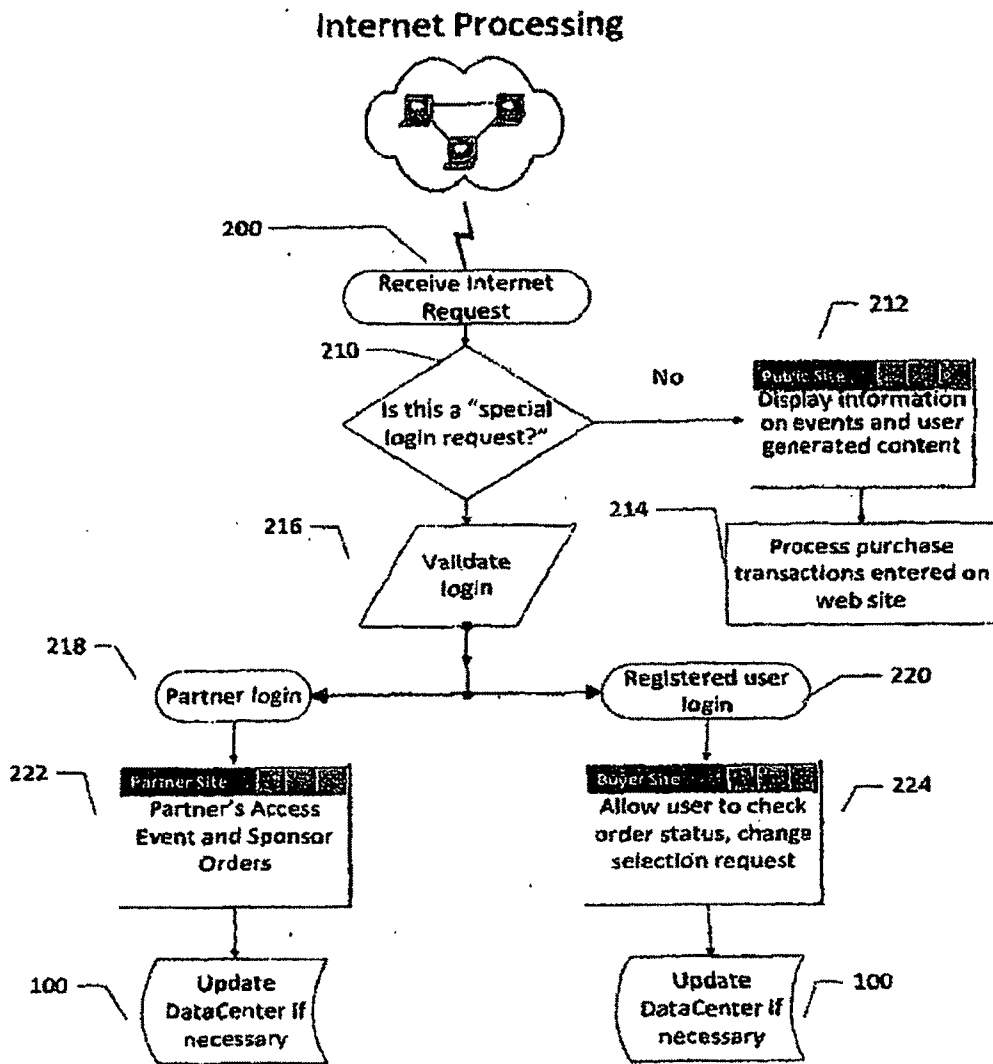 Internet Processing
200
Receive Internet
Request
210
Is this a "special
login request?"
No
212
Public Site
Display information
on events and user
generated content
214
Process purchase
transactions entered on
web site
216
Validate
login
218
Partner login
Registered user
login
220
222
Partner Site
Partner's Access
Event and Sponsor
Orders
Buyer Site
Allow user to check
order status, change
selection request
224
100
Update
DataCenter if
necessary
Update
DataCenter if
necessary
100